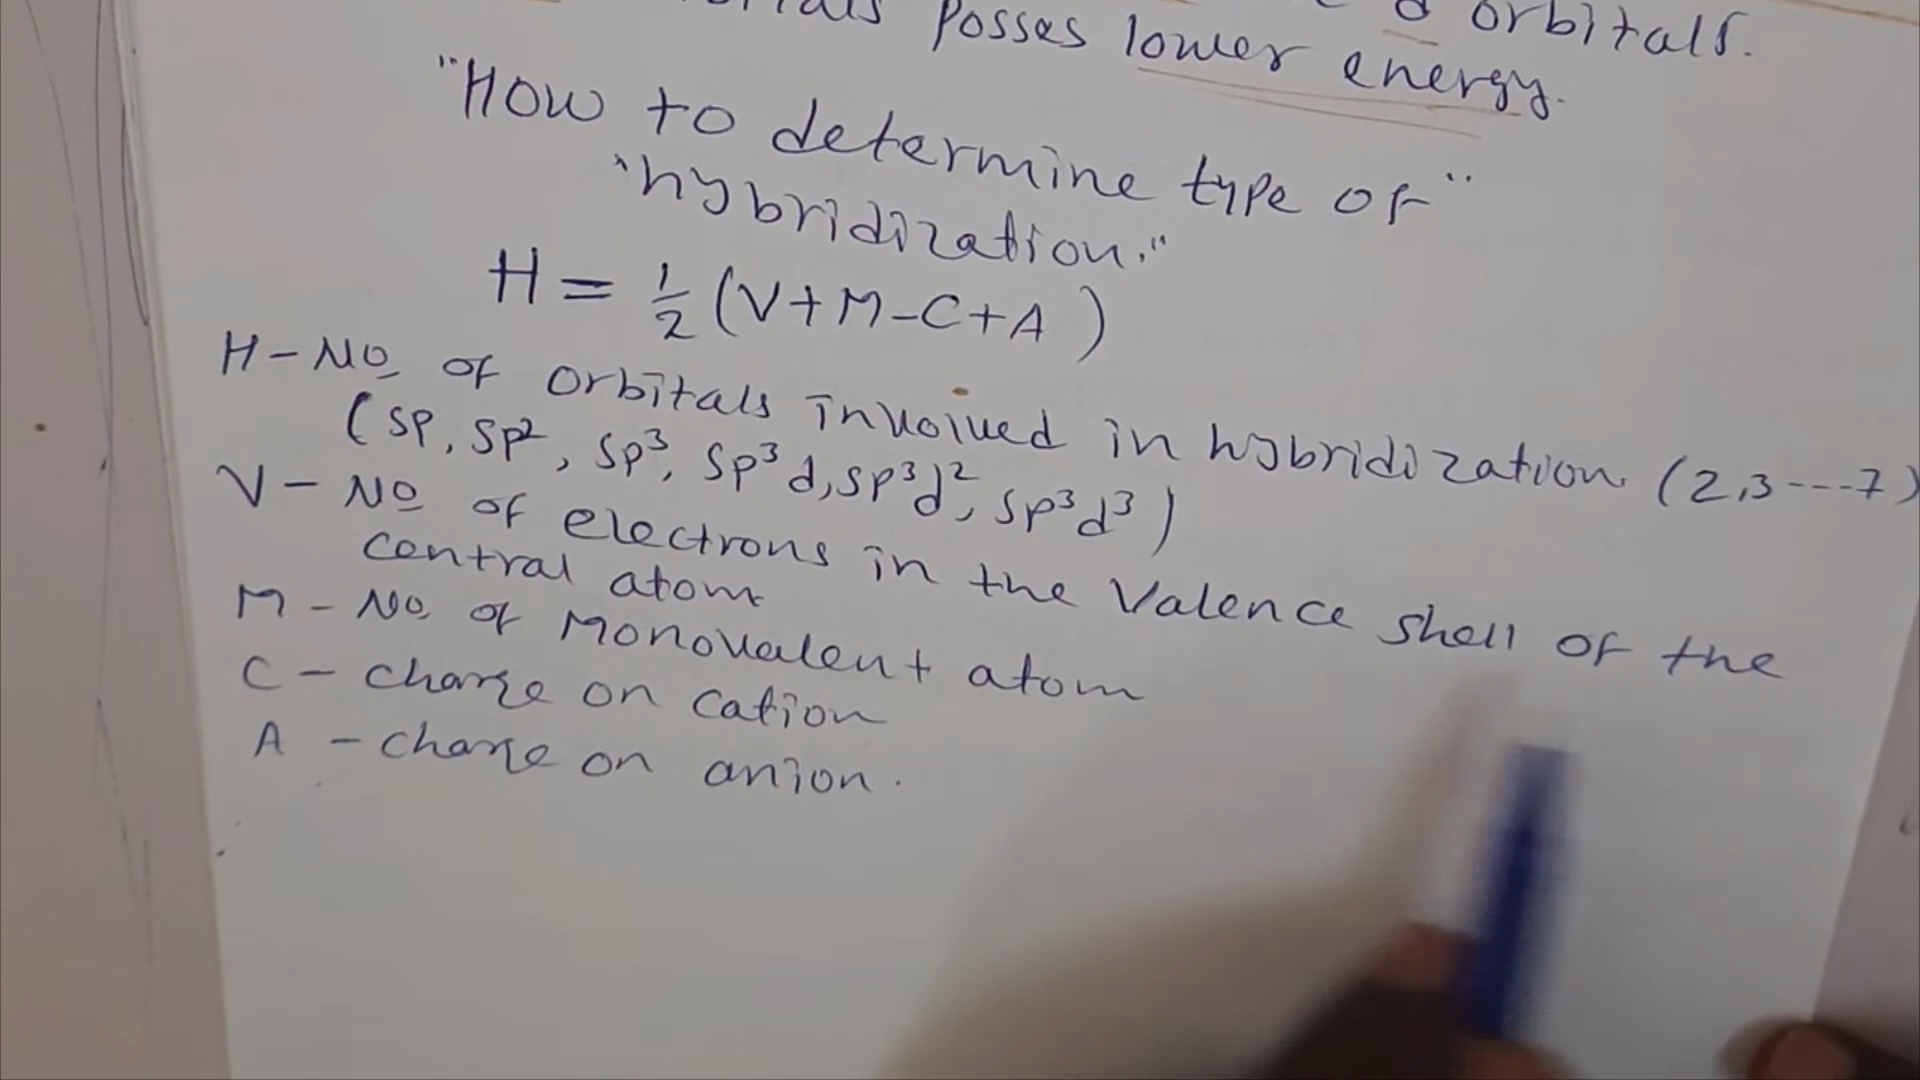 d orbitals.
posses lower energy.
"How to determine type of"
"hybridization."
H = 1/2 (V+M-C+A)
H - No of orbitals involved in hybridization (2,3---7)
(sp, sp², sp³, sp³d, sp³d², sp³d³)
V - No of electrons in the valence shell of the
central atom
M - No. of Monovalent atom
C - charge on cation
A - charge on anion.